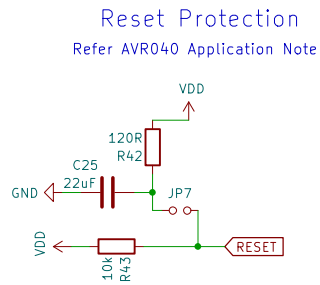 Reset Protection
Refer AVR040 Application Note
VDD
120R
R42
C25
22uF
GND
JP7
VDD
10k
R43
RESET